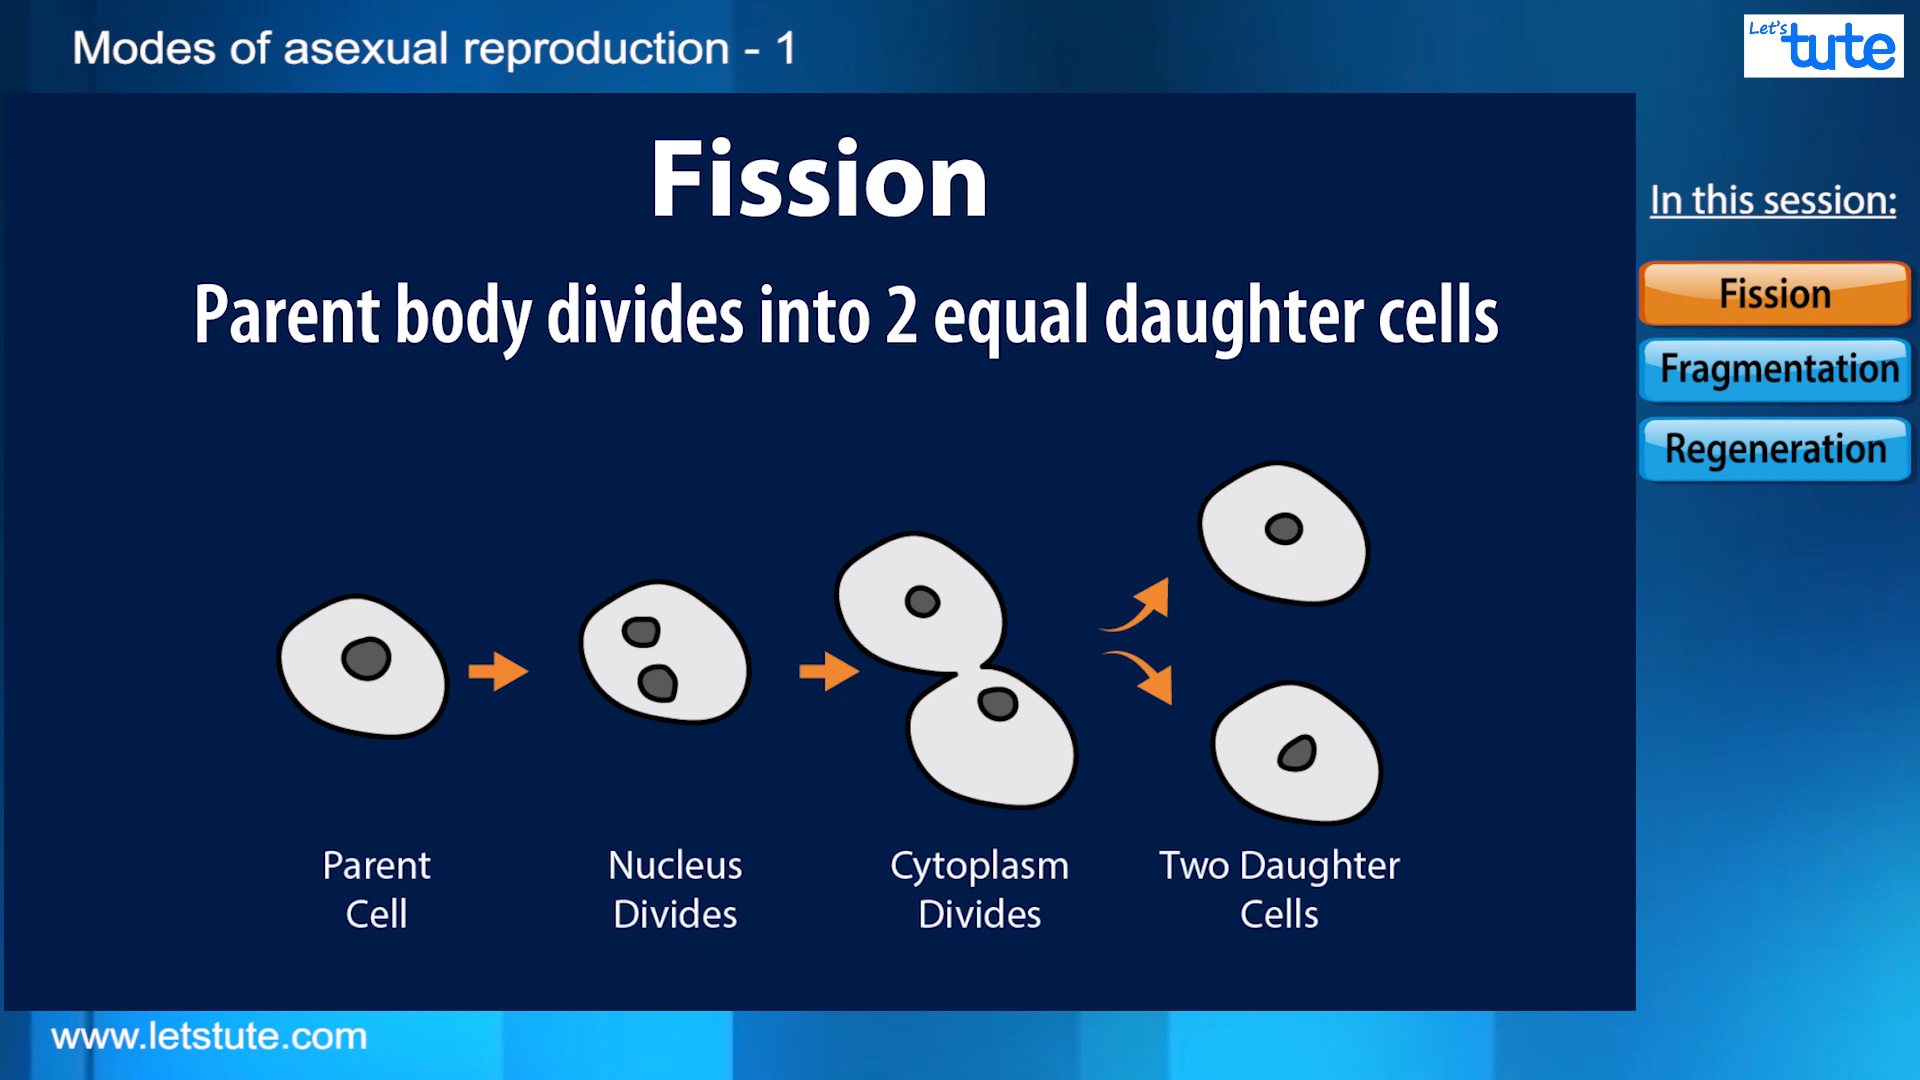 Modes of asexual reproduction - 1
Let's tute
Fission
Parent body divides into 2 equal daughter cells
In this session:
Fission
Fragmentation
Regeneration
Parent
Cell
Nucleus
Divides
Cytoplasm
Divides
Two Daughter
Cells
www.letstute.com